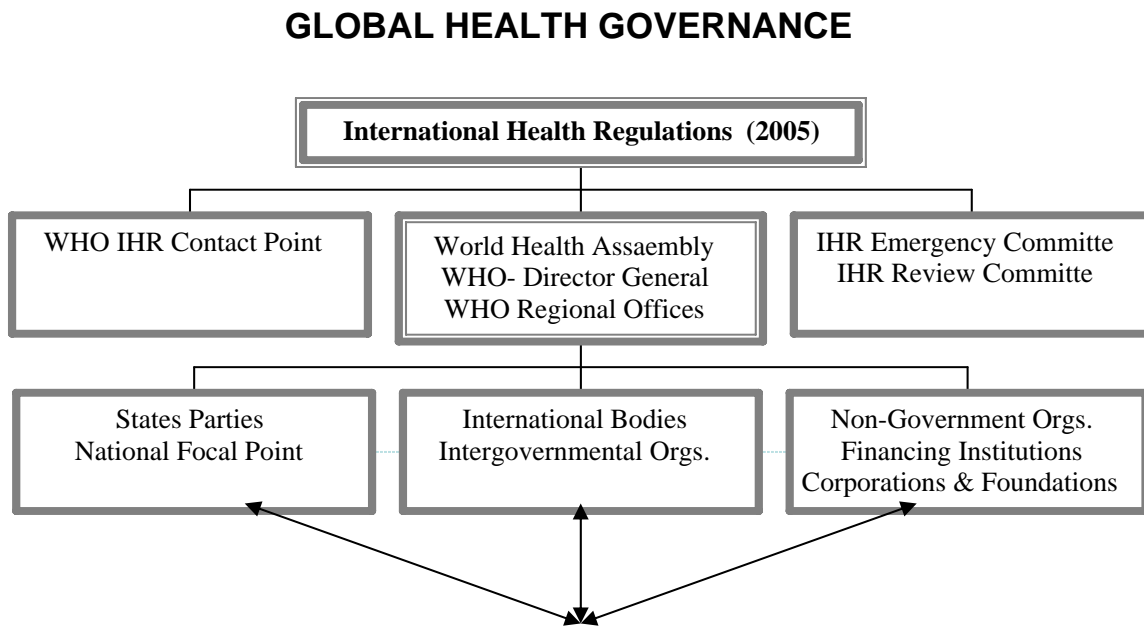 GLOBAL HEALTH GOVERNANCE
International Health Regulations (2005)
WHO IHR Contact Point
World Health Assaembly
WHO- Director General
WHO Regional Offices
IHR Emergency Committe
IHR Review Committe
States Parties
National Focal Point
International Bodies
Intergovernmental Orgs.
Non-Government Orgs.
Financing Institutions
Corporations & Foundations